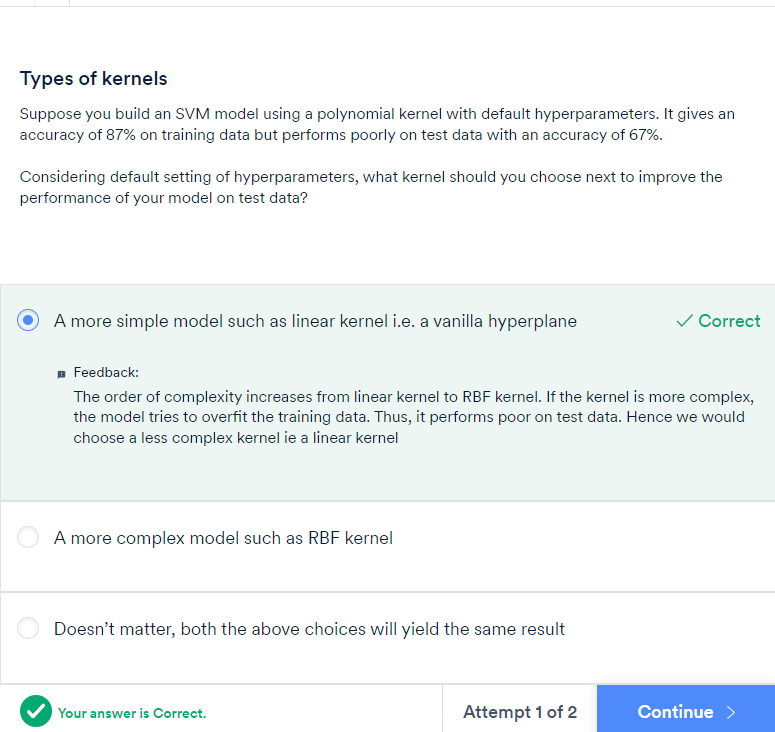 Types of kernels
Suppose you build an SVM model using a polynomial kernel with default hyperparameters. It gives an
accuracy of 87% on training data but performs poorly on test data with an accuracy of 67%.
Considering default setting of hyperparameters, what kernel should you choose next to improve the
performance of your model on test data?
A more simple model such as linear kernel i.e. a vanilla hyperplane
Correct
Feedback:
The order of complexity increases from linear kernel to RBF kernel. If the kernel is more complex,
the model tries to overfit the training data. Thus, it performs poor on test data. Hence we would
choose a less complex kernel ie a linear kernel
A more complex model such as RBF kernel
Doesn’t matter, both the above choices will yield the same result
Your answer is Correct.
Attempt 1 of 2
Continue